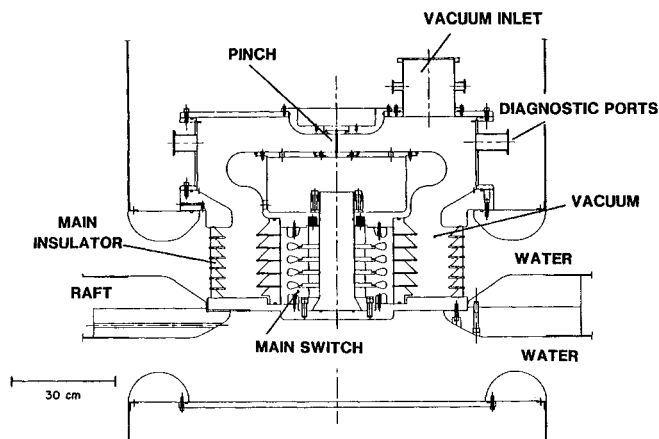 VACUUM INLET
PINCH
DIAGNOSTIC PORTS
MAIN
INSULATOR
VACUUM
WATER
RAFT
MAIN SWITCH
WATER
30 cm